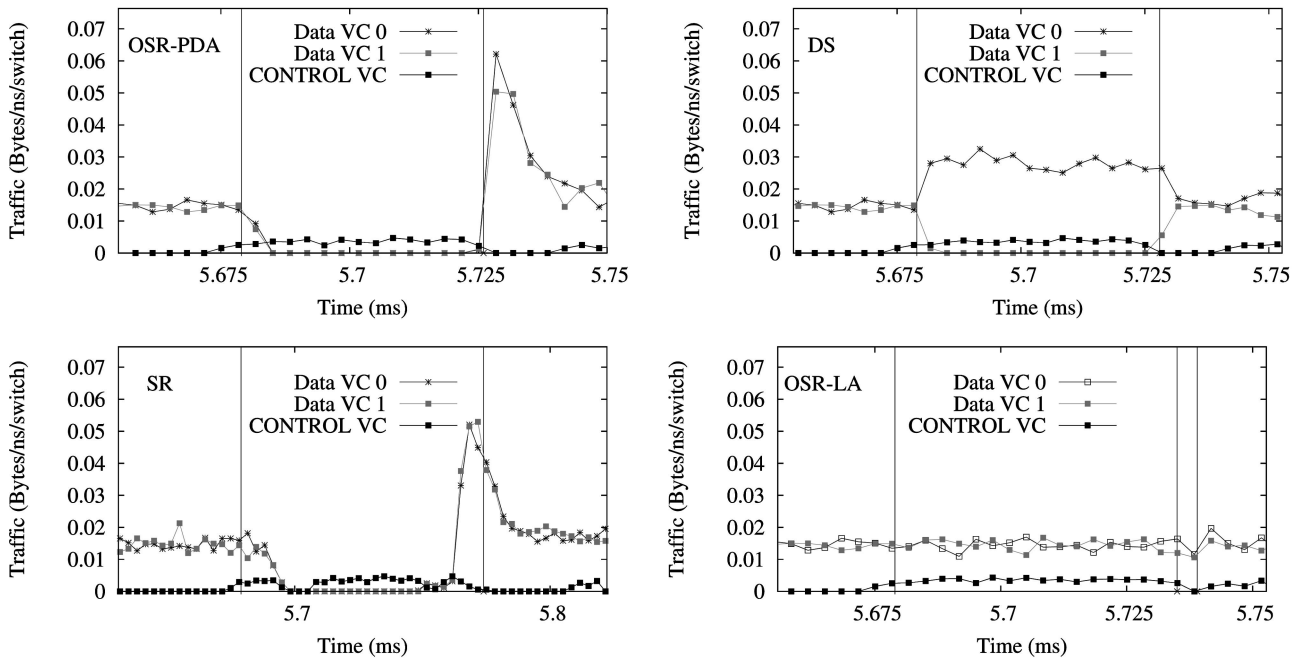 OSR-PDA
Data VC 0
Data VC 1
CONTROL VC
Traffic (Bytes/ns/switch)
0.07
0.06
0.05
0.04
0.03
0.02
0.01
0
5.675 5.7 5.725 5.75
Time (ms)
DS
Data VC 0
Data VC 1
CONTROL VC
Traffic (Bytes/ns/switch)
0.07
0.06
0.05
0.04
0.03
0.02
0.01
0
5.675 5.7 5.725 5.75
Time (ms)
SR
Data VC 0
Data VC 1
CONTROL VC
Traffic (Bytes/ns/switch)
0.07
0.06
0.05
0.04
0.03
0.02
0.01
0
5.7 5.8
Time (ms)
OSR-LA
Data VC 0
Data VC 1
CONTROL VC
Traffic (Bytes/ns/switch)
0.07
0.06
0.05
0.04
0.03
0.02
0.01
0
5.675 5.7 5.725 5.75
Time (ms)